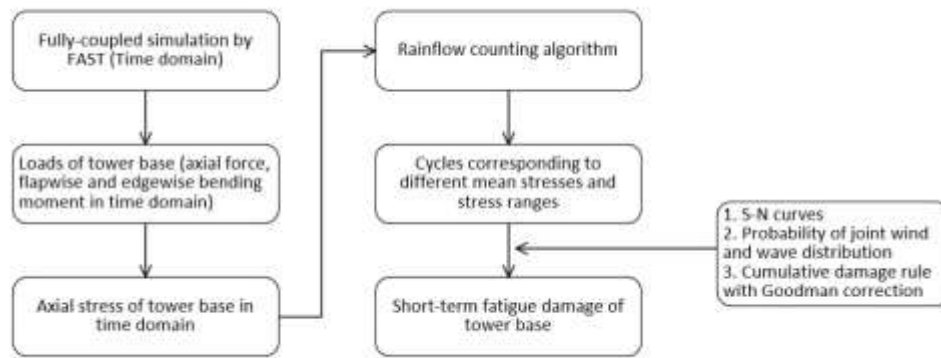 Fully-coupled simulation by
FAST (Time domain)
Loads of tower base (axial force,
flapwise and edgewise bending
moment in time domain)
Axial stress of tower base in
time domain
Rainflow counting algorithm
Cycles corresponding to
different mean stresses and
stress ranges
Short-term fatigue damage of
tower base
1. S-N curves
2. Probability of joint wind
and wave distribution
3. Cumulative damage rule
with Goodman correction